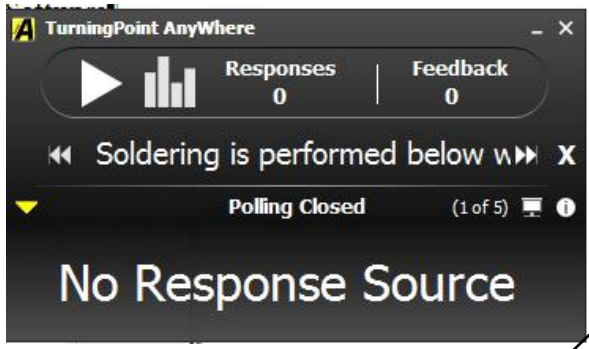 TurningPoint AnyWhere
Responses
0
Feedback
0
Soldering is performed below w
Polling Closed
(1 of 5)
No Response Source